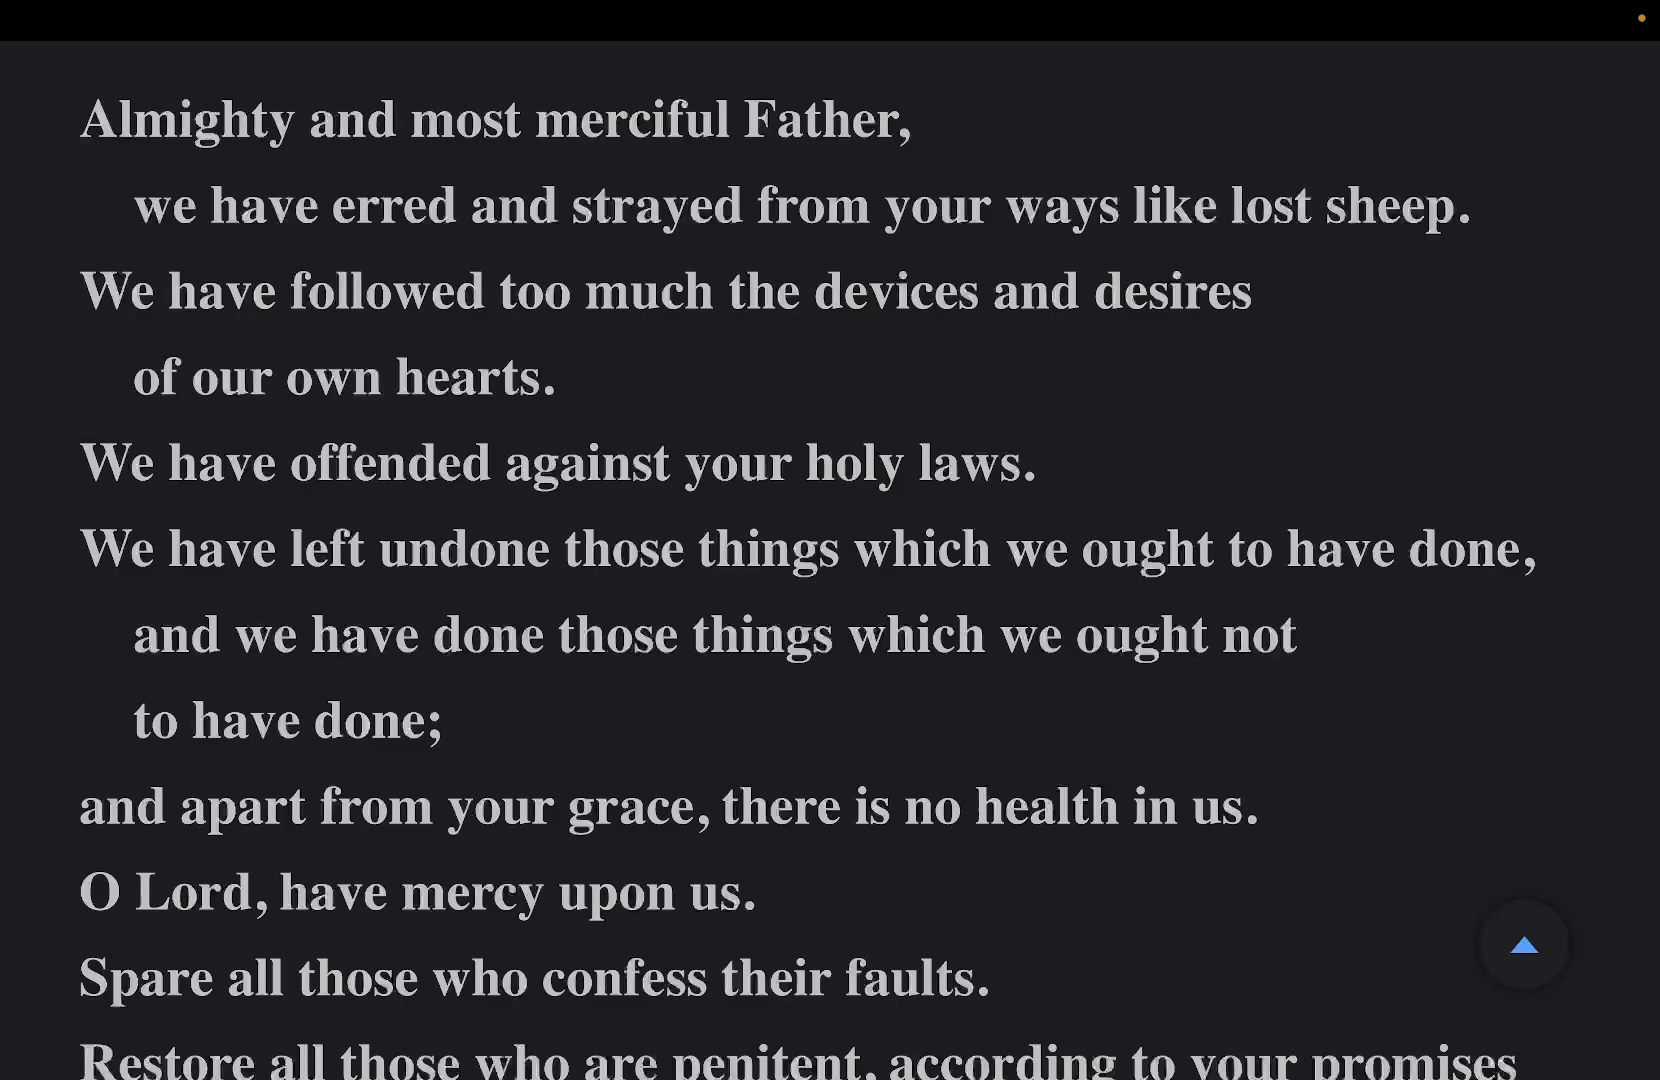 Almighty and most merciful Father,
we have erred and strayed from your ways like lost sheep.
We have followed too much the devices and desires
of our own hearts.
We have offended against your holy laws.
We have left undone those things which we ought to have done,
and we have done those things which we ought not
to have done;
and apart from your grace, there is no health in us.
O Lord, have mercy upon us.
Spare all those who confess their faults.
Restore all those who are penitent, according to your promises